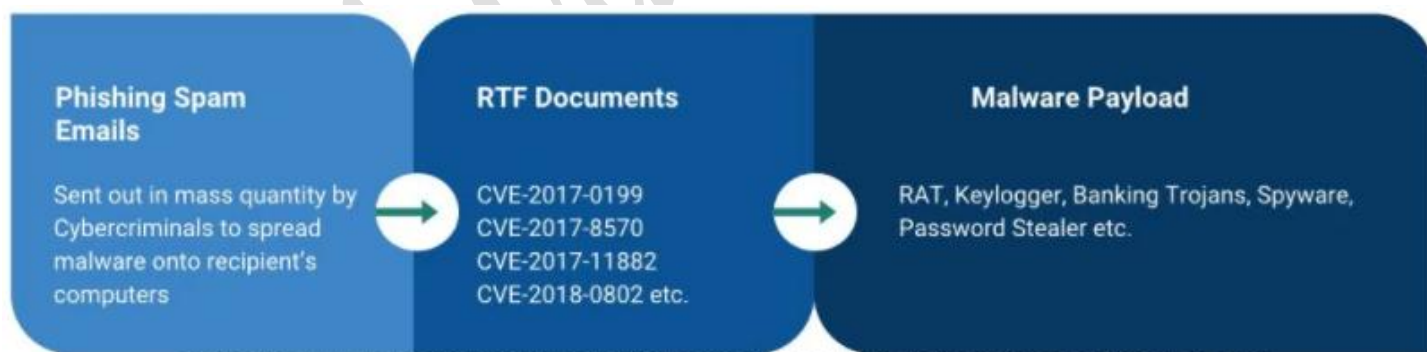 Phishing Spam
Emails
Sent out in mass quantity by
Cybercriminals to spread
malware onto recipient's
computers
RTF Documents
CVE-2017-0199
CVE-2017-8570
CVE-2017-11882
CVE-2018-0802 etc.
Malware Payload
RAT, Keylogger, Banking Trojans, Spyware,
Password Stealer etc.